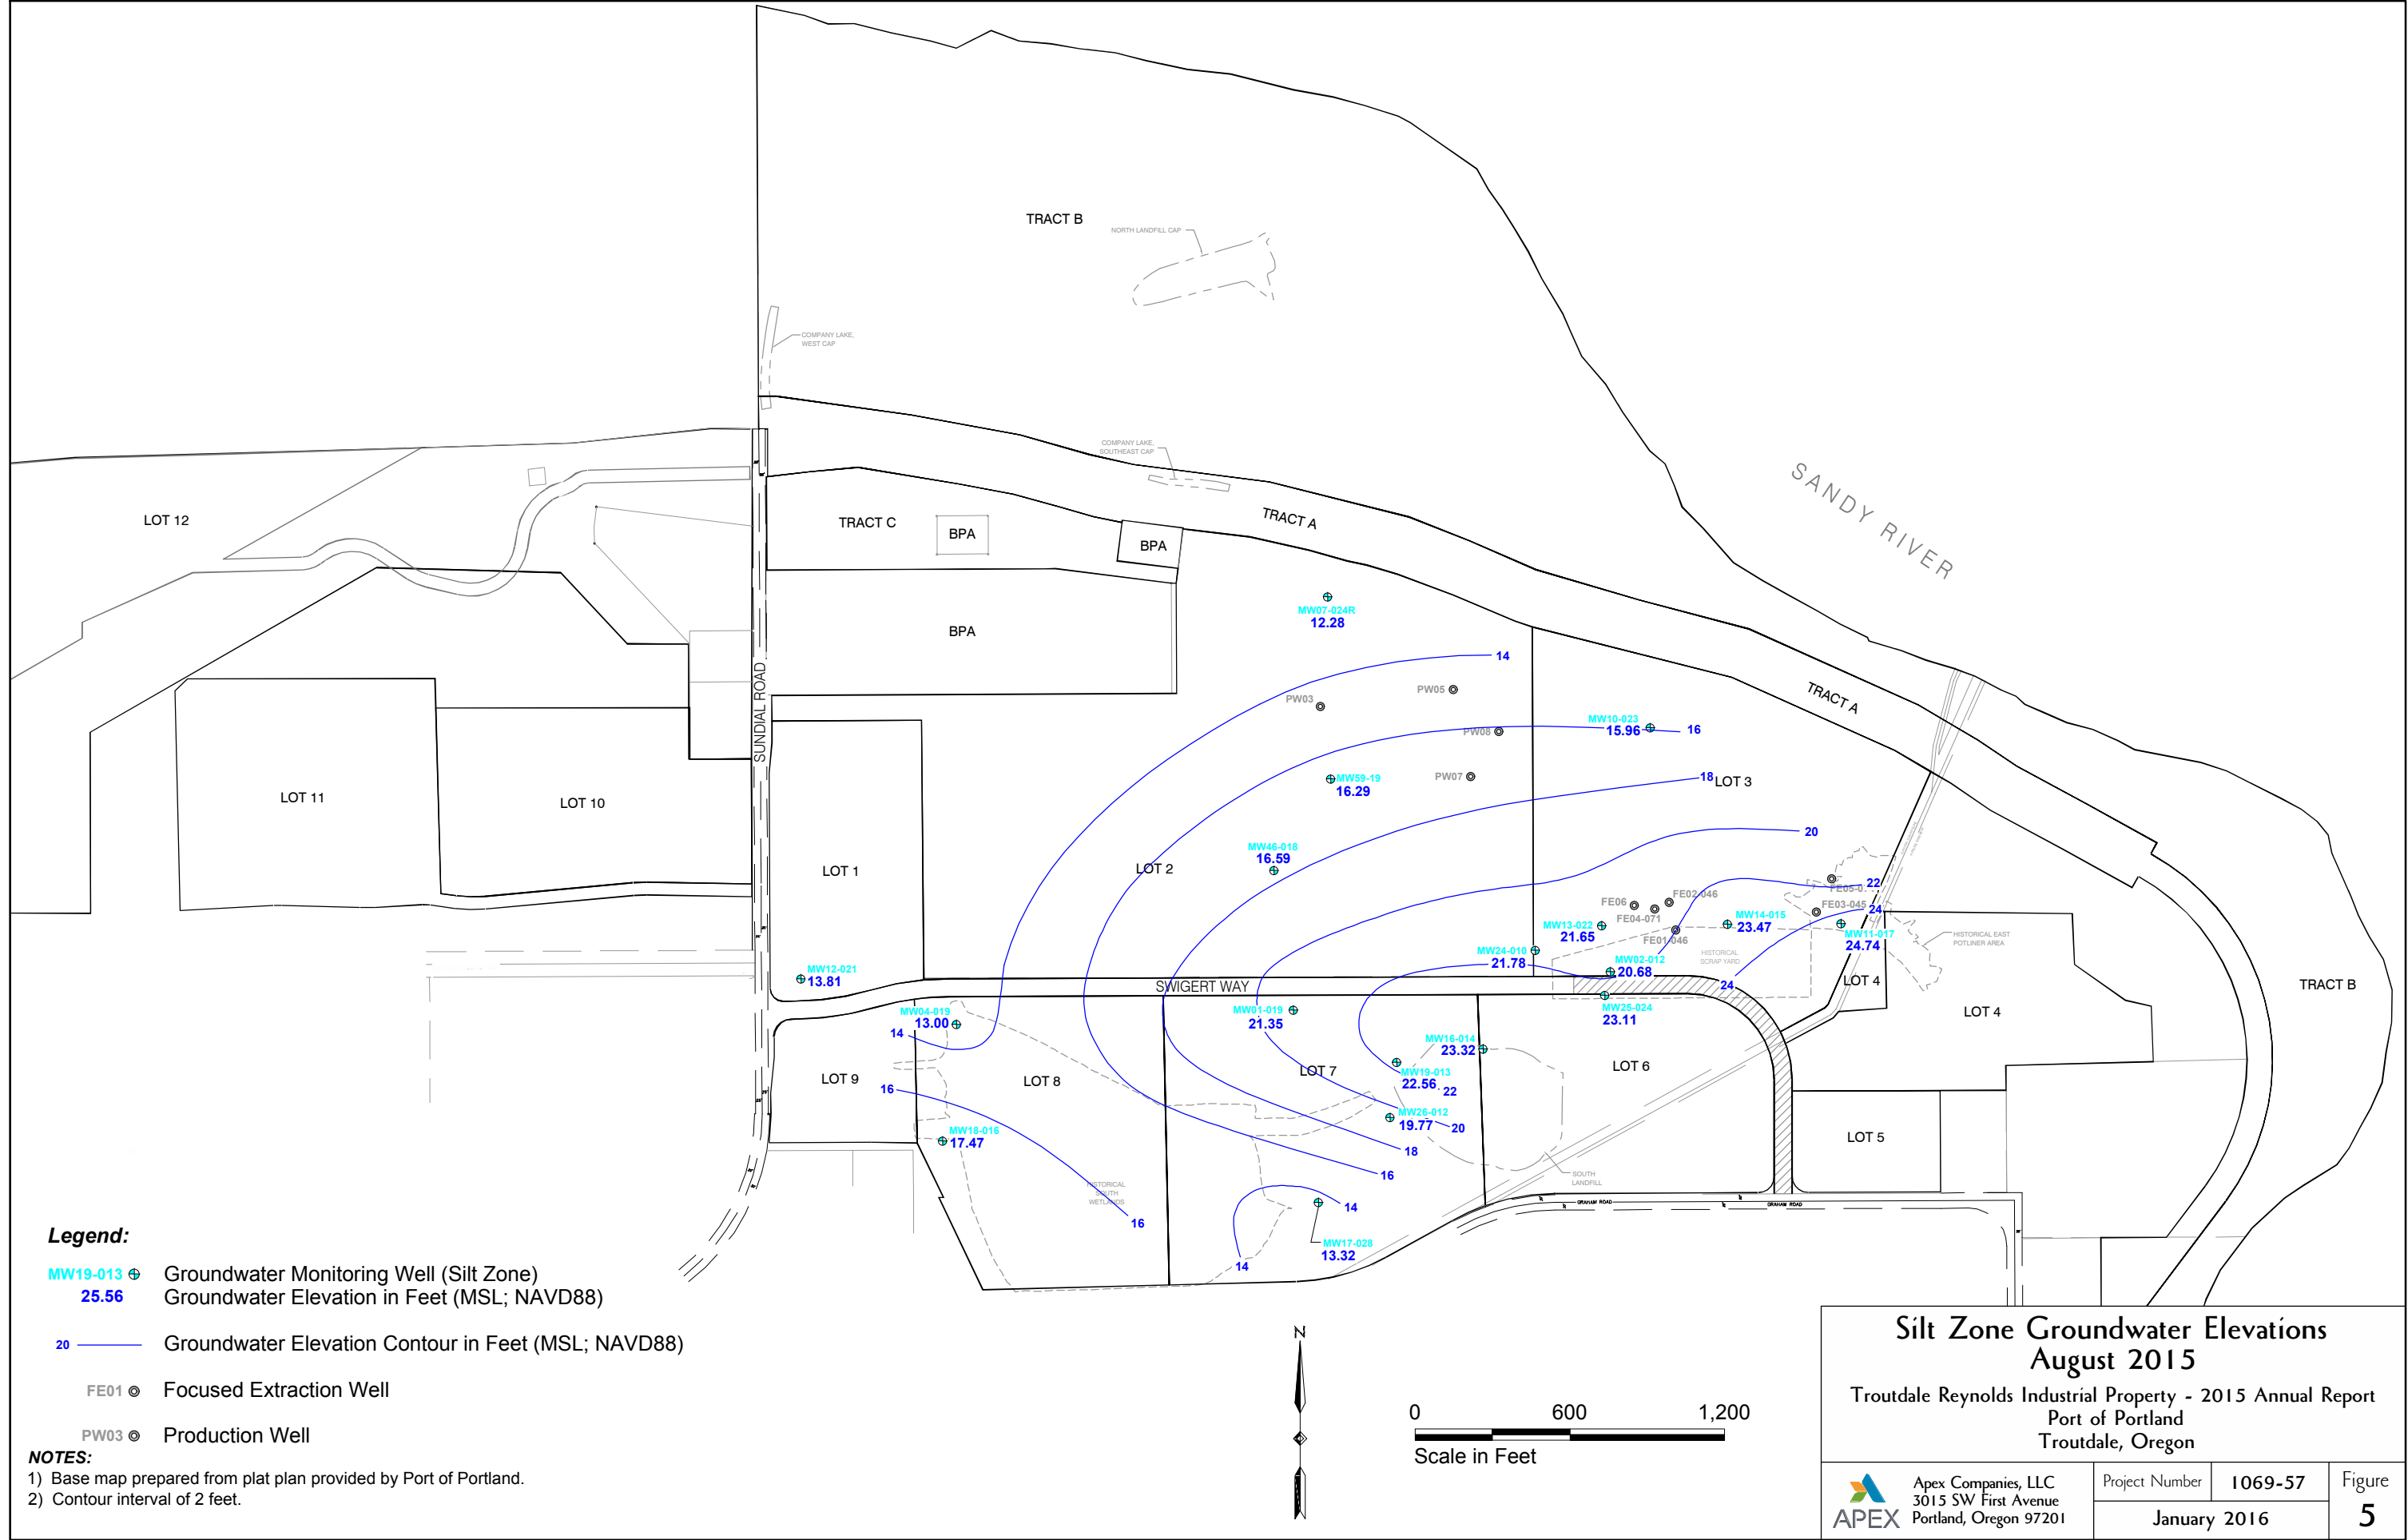 TRACT B
NORTH LANDFILL CAP
COMPANY LAKE,
WEST CAP
COMPANY LAKE,
SOUTHEAST CAP
SANDY RIVER
LOT 12
TRACT C
BPA
BPA
TRACT A
BPA
MW07-024R
12.28
14
SUNDIAL ROAD
PW03
PW05
PW08
PW07
MW10-023
15.96
16
TRACT A
MW59-19
16.29
18
LOT 3
LOT 11
LOT 10
LOT 1
LOT 2
MW46-018
16.59
20
22
FE05-0
24
FE06
FE02-046
FE04-071
FE01-046
FE03-045
MW13-022
21.65
MW14-015
23.47
MW11-017
24.74
HISTORICAL EAST
POTLINER AREA
MW24-010
21.78
MW02-012
20.68
HISTORICAL
SCRAP YARD
MW12-021
13.81
SWIGERT WAY
24
LOT 4
LOT 4
TRACT B
MW04-019
13.00
14
MW01-019
21.35
MW25-024
23.11
MW16-014
23.32
LOT 9
LOT 8
LOT 7
MW19-013
22.56
22
LOT 6
16
MW26-012
19.77
20
MW18-016
17.47
18
LOT 5
16
HISTORICAL
SOUTH
WETLANDS
16
SOUTH
LANDFILL
14
GRAHAM ROAD
GRAHAM ROAD
MW17-028
13.32
14
Legend:
MW19-013 Groundwater Monitoring Well (Silt Zone)
25.56 Groundwater Elevation in Feet (MSL; NAVD88)
20 Groundwater Elevation Contour in Feet (MSL; NAVD88)
FE01 Focused Extraction Well
PW03 Production Well
NOTES:
1) Base map prepared from plat plan provided by Port of Portland.
2) Contour interval of 2 feet.
N
0 600 1,200
Scale in Feet
Silt Zone Groundwater Elevations
August 2015
Troutdale Reynolds Industrial Property - 2015 Annual Report
Port of Portland
Troutdale, Oregon
APEX
Apex Companies, LLC
3015 SW First Avenue
Portland, Oregon 97201
Project Number 1069-57
January 2016
Figure
5